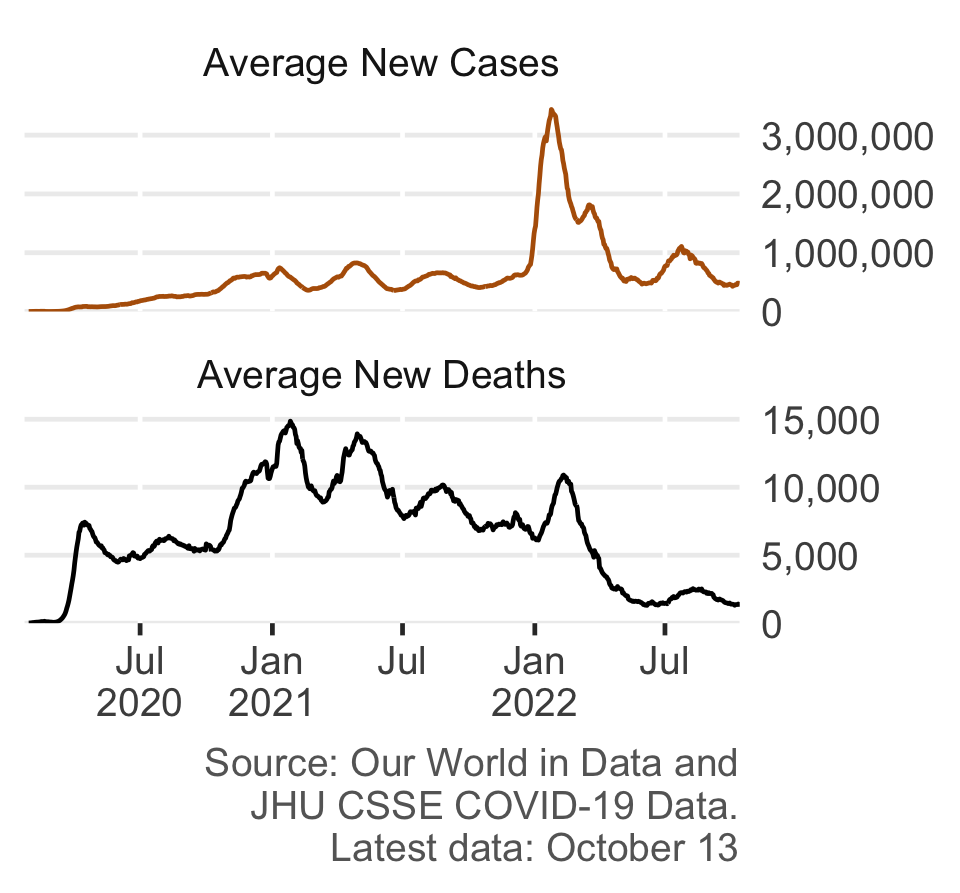 Average New Cases
3,000,000
2,000,000
1,000,000
0
Average New Deaths
15,000
10,000
5,000
0
Jul Jan Jul Jan Jul
2020 2021 2022
Source: Our World in Data and
JHU CSSE COVID-19 Data.
Latest data: October 13